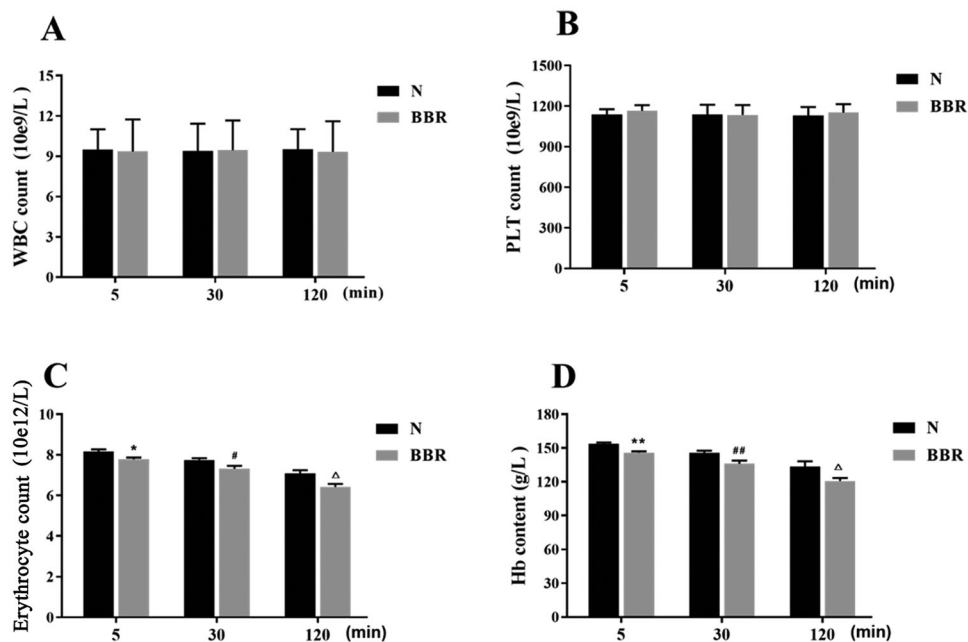 A
WBC count (10e9/L)
15
12
9
6
3
0
5
30
120
(min)
N
BBR
B
PLT count (10e9/L)
1500
1200
900
600
300
0
5
30
120
(min)
N
BBR
C
Erythrocyte count (10e12/L)
10
8
6
4
2
0
*
#
△
5
30
120
(min)
N
BBR
D
Hb content (g/L)
180
150
120
90
60
30
0
**
##
△
5
30
120
(min)
N
BBR